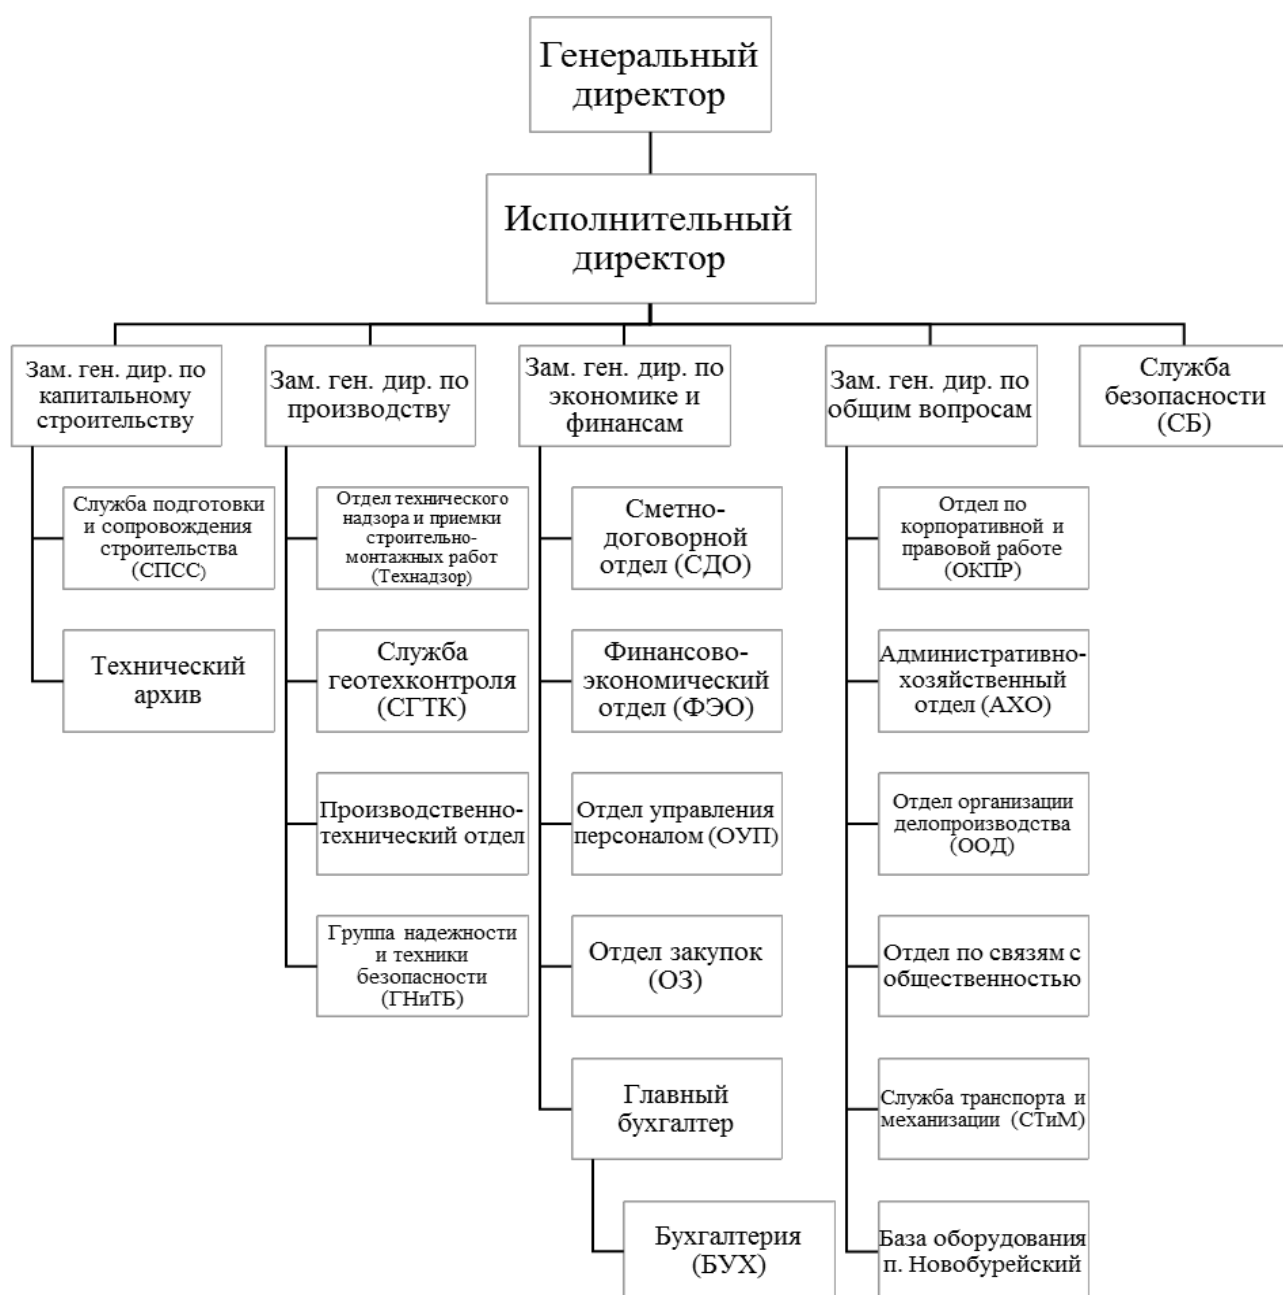 Генеральный
директор
Исполнительный
директор
Зам. ген. дир. по
капитальному
строительству
Зам. ген. дир. по
производству
Зам. ген. дир. по
экономике и
финансам
Зам. ген. дир. по
общим вопросам
Служба
безопасности
(СБ)
Служба подготовки
и сопровождения
строительства
(СПСС)
Отдел технического
надзора и приемки
строительно-
монтажных работ
(Технадзор)
Сметно-
договорной
отдел (СДО)
Отдел по
корпоративной и
правовой работе
(ОКПР)
Технический
архив
Служба
геотехконтроля
(СГТК)
Финансово-
экономический
отдел (ФЭО)
Административно-
хозяйственный
отдел (АХО)
Производственно-
технический отдел
Отдел управления
персоналом (ОУП)
Отдел организации
делопроизводства
(ООД)
Группа надежности
и техники
безопасности
(ГНиТБ)
Отдел закупок
(ОЗ)
Отдел по связям с
общественностью
Главный
бухгалтер
Служба транспорта и
механизации (СТиМ)
Бухгалтерия
(БУХ)
База оборудования
п. Новобурейский